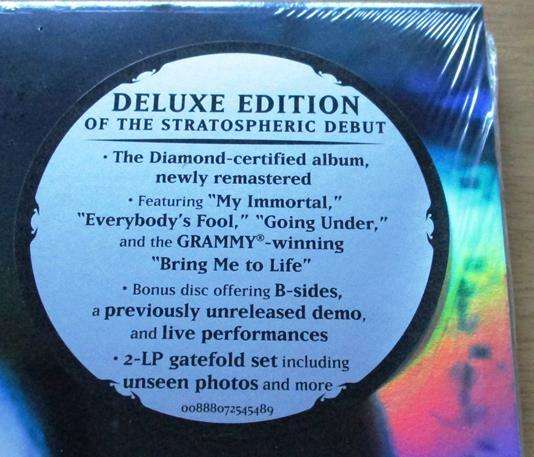 DELUXE EDITION
OF THE STRATOSPHERIC DEBUT
• The Diamond-certified album,
newly remastered
• Featuring "My Immortal,"
"Everybody's Fool," "Going Under,"
and the GRAMMY®-winning
"Bring Me to Life"
• Bonus disc offering B-sides,
a previously unreleased demo,
and live performances
• 2-LP gatefold set including
unseen photos and more
00888072545489